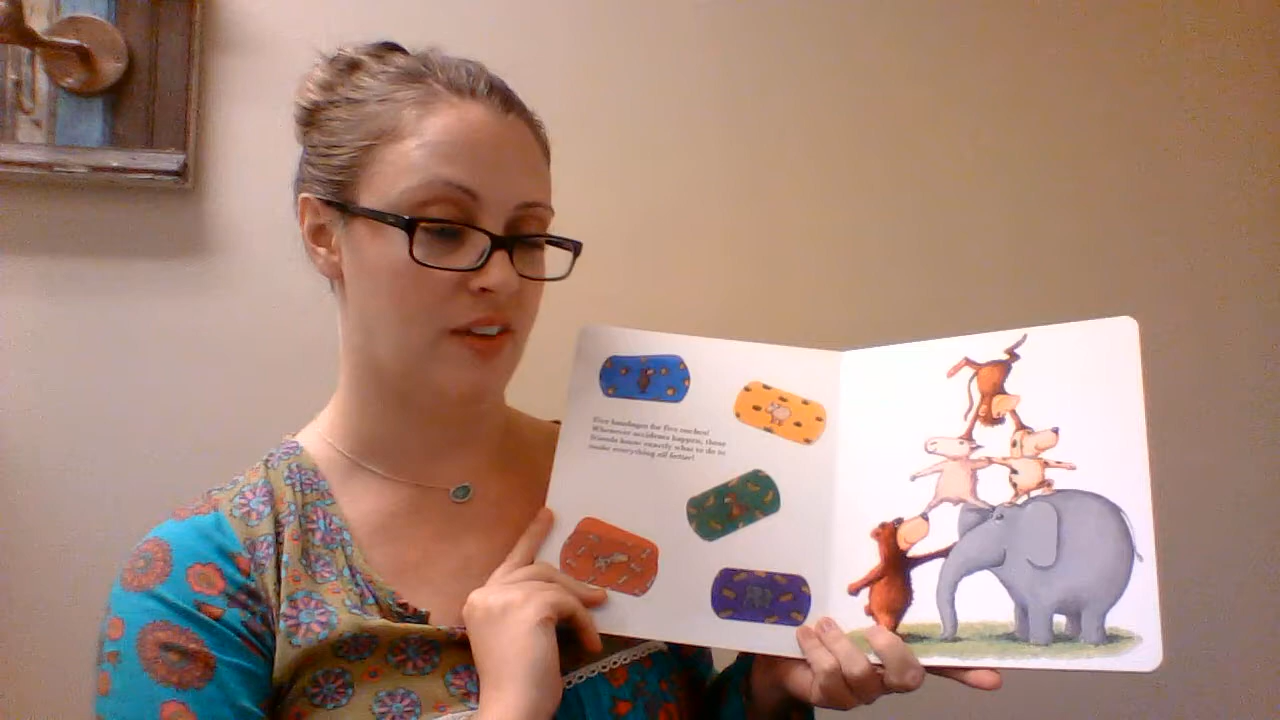 Five bandages for five ouches!
Whenever accidents happen, these
friends know exactly what to do to
make everything all better!